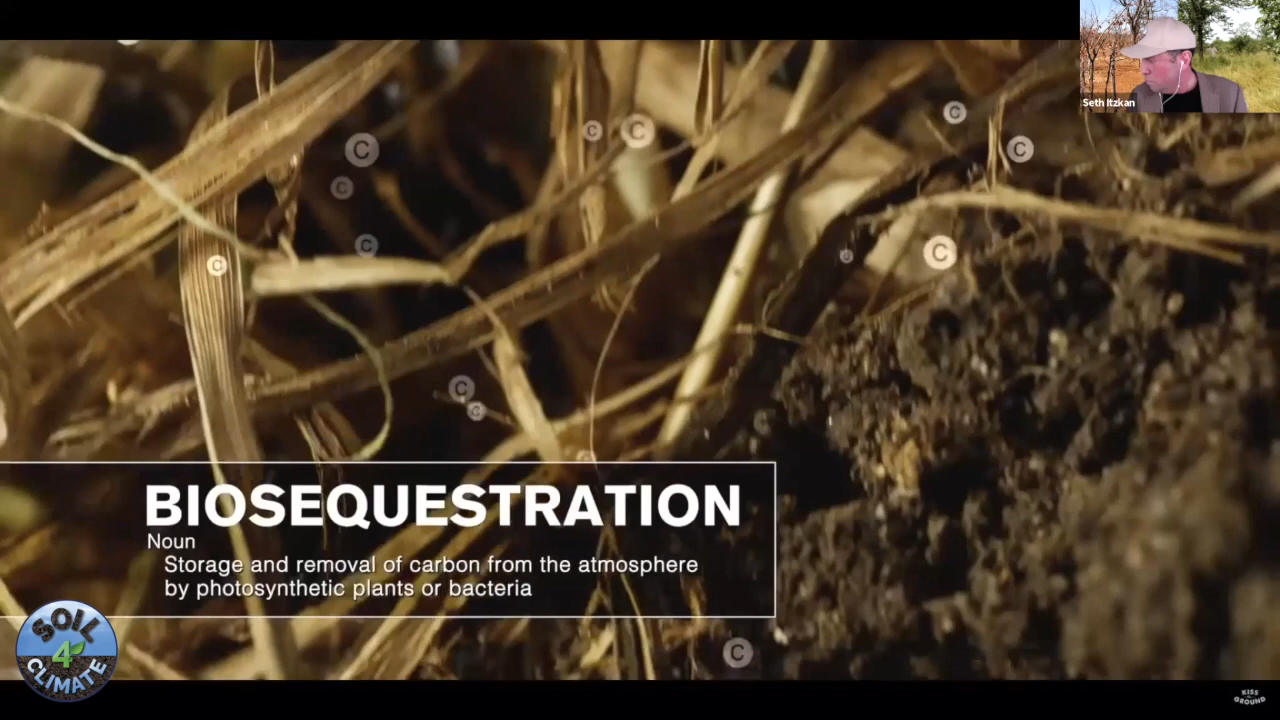 Seth Itzkan
C
C
C
C
C
C
C
C
C
C
C
C
BIOSEQUESTRATION
Noun
Storage and removal of carbon from the atmosphere
by photosynthetic plants or bacteria
SOIL
4
CLIMATE
C
KISS
THE
GROUND